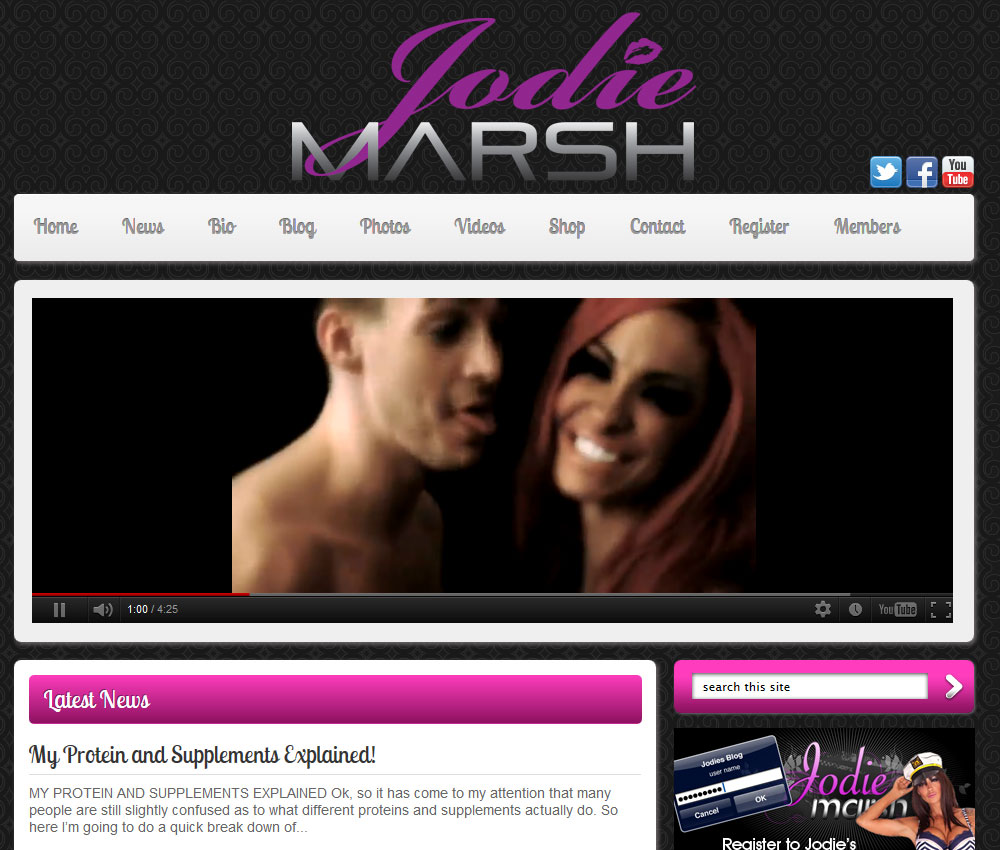 Jodie
MARSH
You
Tube
Home News Bio Blog Photos Videos Shop Contact Register Members
1:00 / 4:25
YouTube
Latest News
search this site
My Protein and Supplements Explained!
MY PROTEIN AND SUPPLEMENTS EXPLAINED Ok, so it has come to my attention that many
people are still slightly confused as to what different proteins and supplements actually do. So
here I'm going to do a quick break down of...
Jodies Blog
user name
Cancel OK
Jodie
marsh
Register to Jodie's